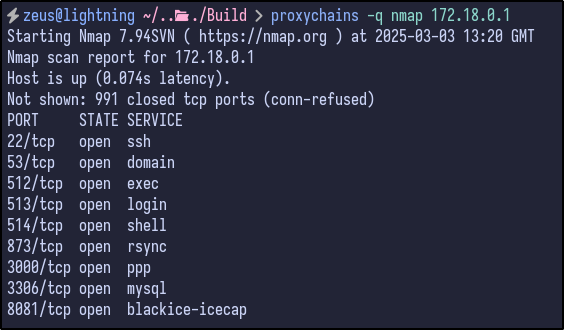 zeus@lightning ~/.../Build > proxychains -q nmap 172.18.0.1
Starting Nmap 7.94SVN ( https://nmap.org ) at 2025-03-03 13:20 GMT
Nmap scan report for 172.18.0.1
Host is up (0.074s latency).
Not shown: 991 closed tcp ports (conn-refused)
PORT     STATE SERVICE
22/tcp   open  ssh
53/tcp   open  domain
512/tcp  open  exec
513/tcp  open  login
514/tcp  open  shell
873/tcp  open  rsync
3000/tcp open  ppp
3306/tcp open  mysql
8081/tcp open  blackice-icecap